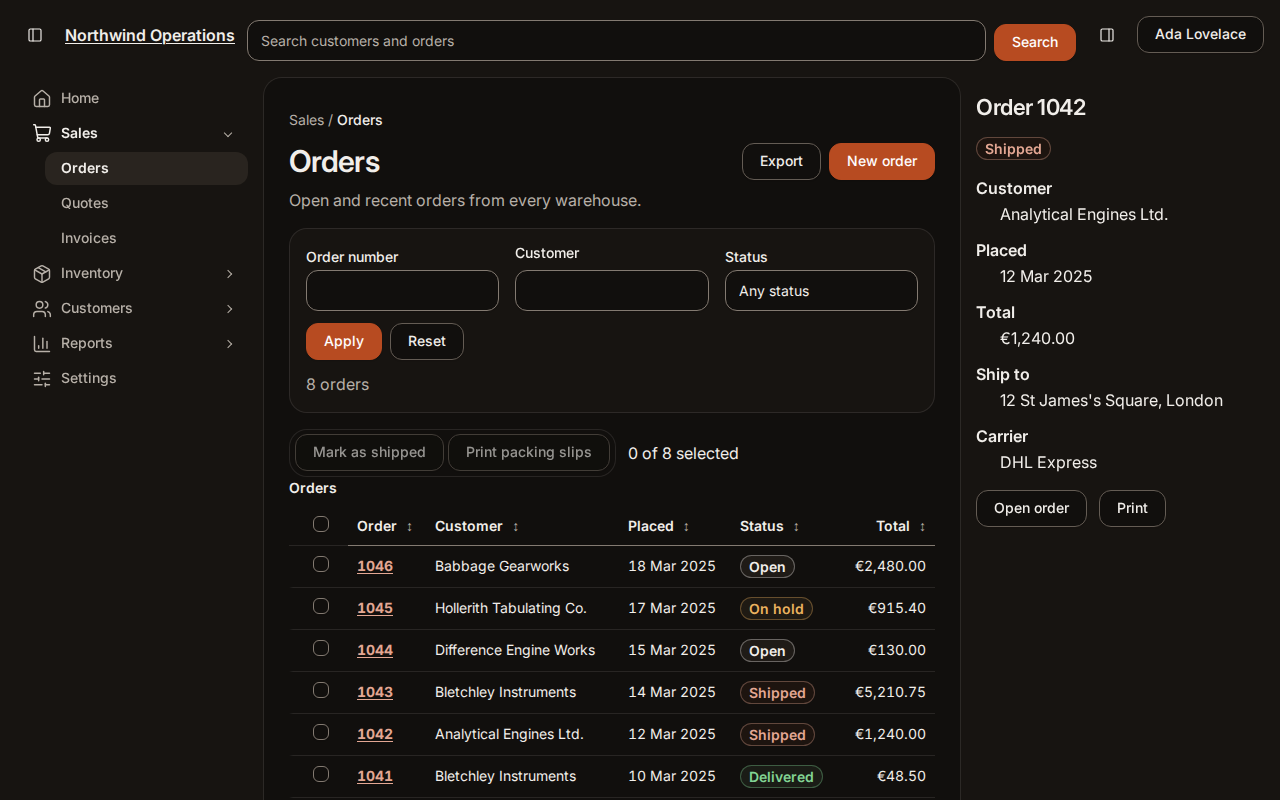 Northwind Operations
Search customers and orders
Search
Ada Lovelace
Home
Sales
Orders
Quotes
Invoices
Inventory
Customers
Reports
Settings
Sales / Orders
Orders
Export
New order
Open and recent orders from every warehouse.
Order number
Customer
Status
Any status
Apply
Reset
8 orders
Mark as shipped
Print packing slips
0 of 8 selected
Orders
Order ↕ Customer ↕ Placed ↕ Status ↕ Total ↕
1046 Babbage Gearworks 18 Mar 2025 Open €2,480.00
1045 Hollerith Tabulating Co. 17 Mar 2025 On hold €915.40
1044 Difference Engine Works 15 Mar 2025 Open €130.00
1043 Bletchley Instruments 14 Mar 2025 Shipped €5,210.75
1042 Analytical Engines Ltd. 12 Mar 2025 Shipped €1,240.00
1041 Bletchley Instruments 10 Mar 2025 Delivered €48.50
Order 1042
Shipped
Customer
Analytical Engines Ltd.
Placed
12 Mar 2025
Total
€1,240.00
Ship to
12 St James's Square, London
Carrier
DHL Express
Open order
Print